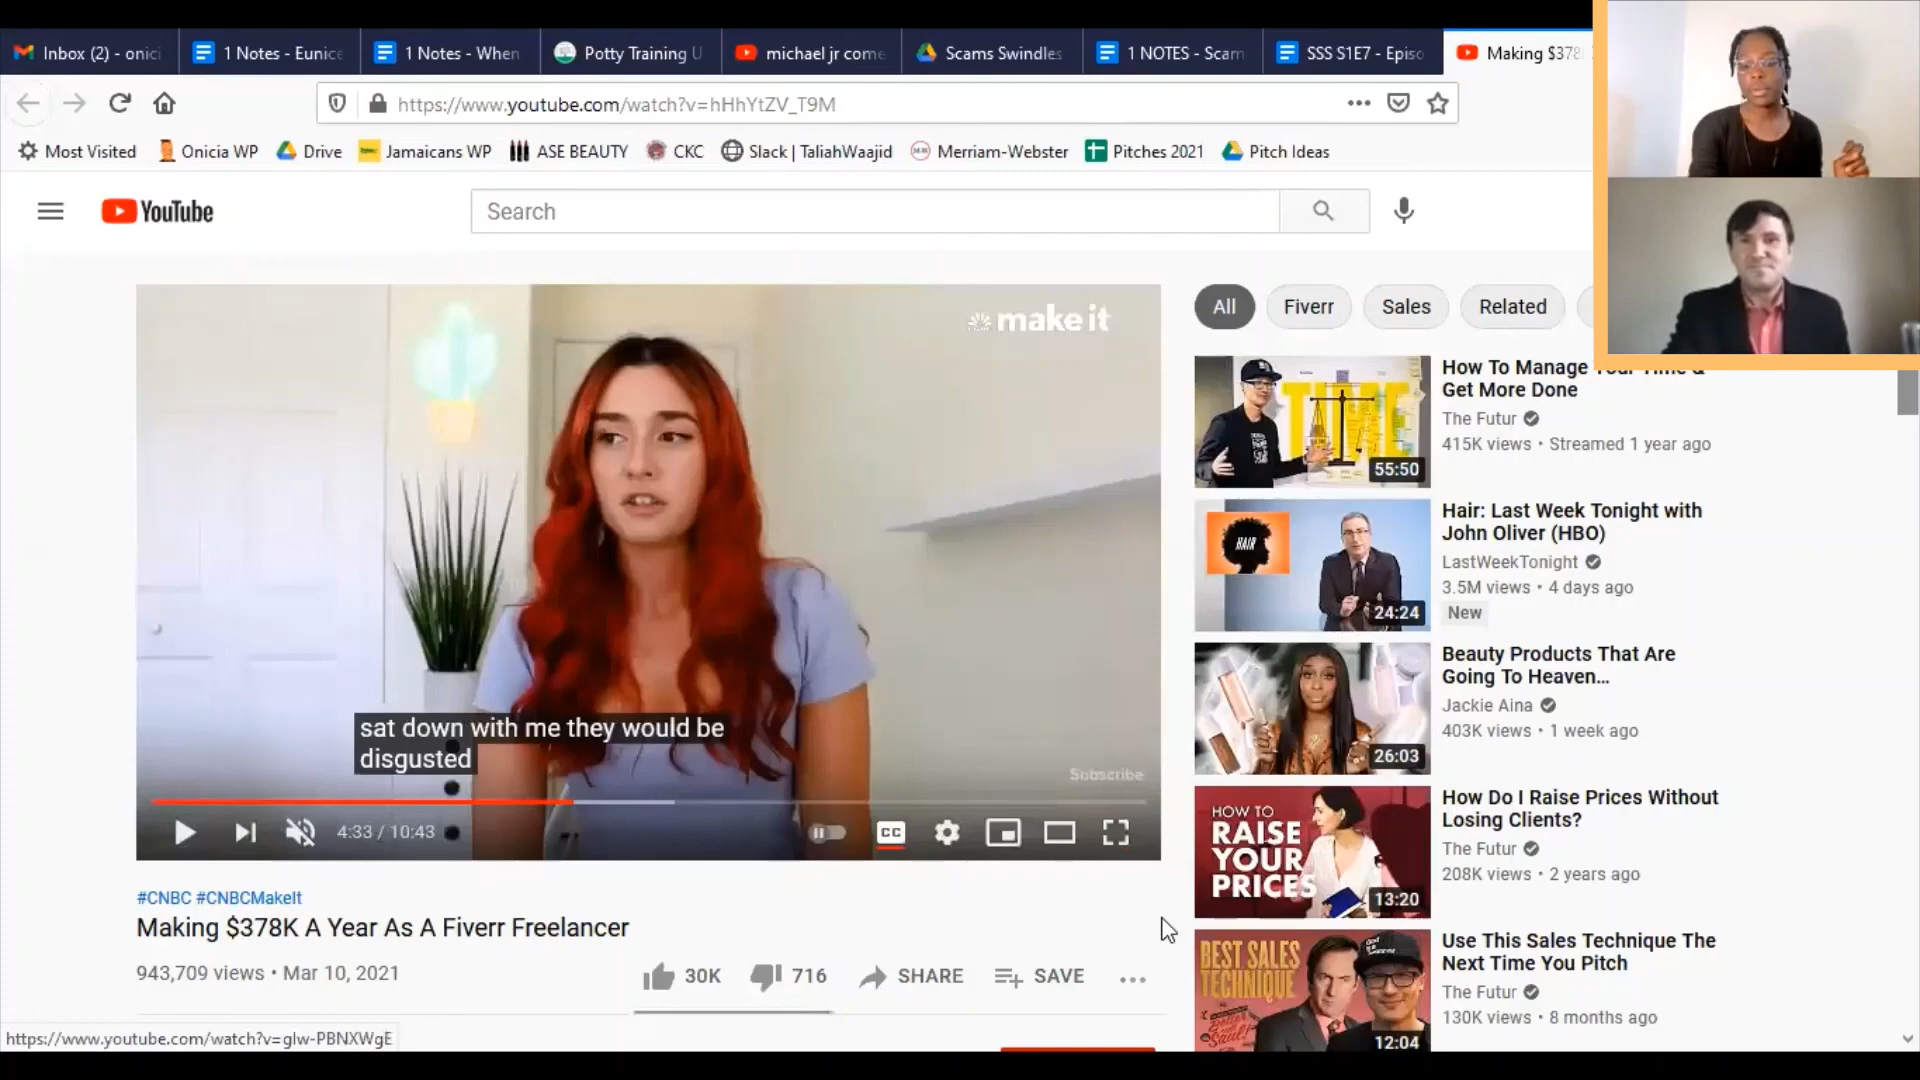 Inbox (2) - onici
1 Notes - Eunice
1 Notes - When
Potty Training U
michael jr come
Scams Swindles
1 NOTES - Scam
SSS S1E7 - Episo
Making $378
https://www.youtube.com/watch?v=hHhYtZV_T9M
Most Visited
Onicia WP
Drive
Jamaicans WP
ASE BEAUTY
CKC
Slack | TaliahWaajid
Merriam-Webster
Pitches 2021
Pitch Ideas
YouTube
Search
make it
sat down with me they would be
disgusted
Subscribe
4:33 / 10:43
CC
#CNBC #CNBCMakeIt
Making $378K A Year As A Fiverr Freelancer
943,709 views • Mar 10, 2021
30K
716
SHARE
SAVE
https://www.youtube.com/watch?v=glw-PBNXWgE
All
Fiverr
Sales
Related
TIME
55:50
How To Manage Your Time &
Get More Done
The Futur
415K views • Streamed 1 year ago
HAIR
24:24
Hair: Last Week Tonight with
John Oliver (HBO)
LastWeekTonight
3.5M views • 4 days ago
New
26:03
Beauty Products That Are
Going To Heaven...
Jackie Aina
403K views • 1 week ago
HOW TO
RAISE
YOUR
PRICES
13:20
How Do I Raise Prices Without
Losing Clients?
The Futur
208K views • 2 years ago
BEST SALES
TECHNIQUE
12:04
Use This Sales Technique The
Next Time You Pitch
The Futur
130K views • 8 months ago